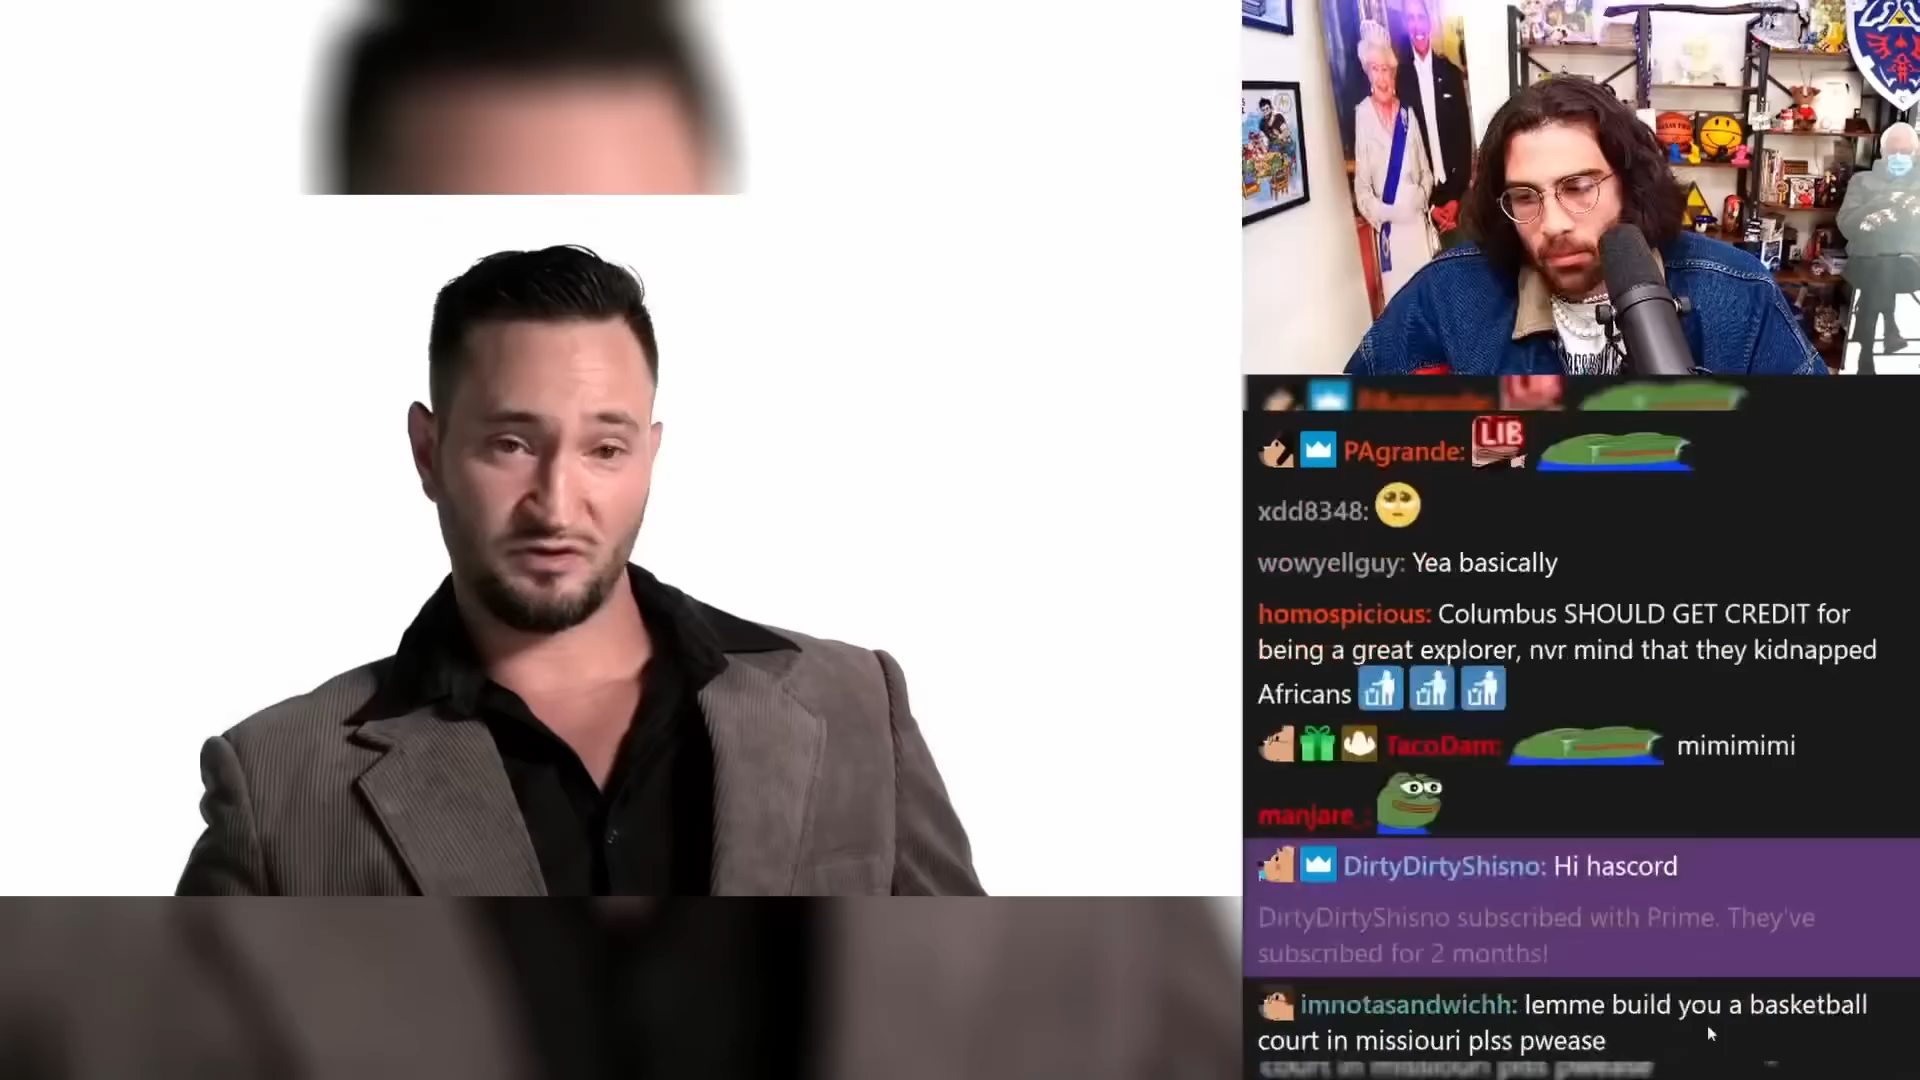 PAgrande: LIB
xdd8348:
wowyellguy: Yea basically
homospicious: Columbus SHOULD GET CREDIT for
being a great explorer, nvr mind that they kidnapped
Africans
TacoDam: mimimimi
manjare_:
DirtyDirtyShisno: Hi hascord
DirtyDirtyShisno subscribed with Prime. They've
subscribed for 2 months!
imnotasandwichh: lemme build you a basketball
court in missiouri plss pwease